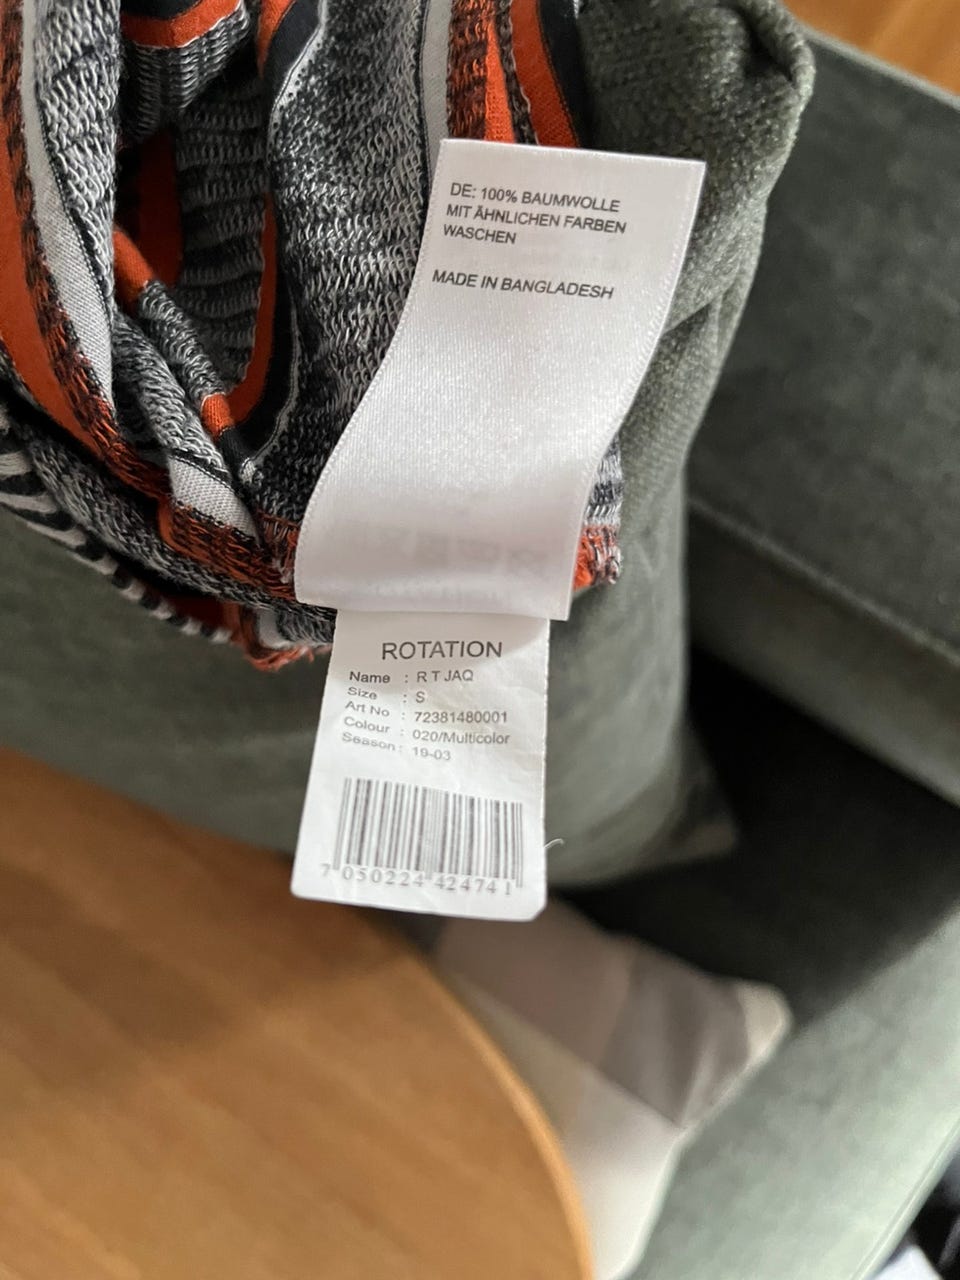 DE: 100% BAUMWOLLE
MIT ÄHNLICHEN FARBEN
WASCHEN
MADE IN BANGLADESH
ROTATION
Name : R T JAQ
Size : S
Art No : 72381480001
Colour : 020/Multicolor
Season : 19-03
7 050224 424741